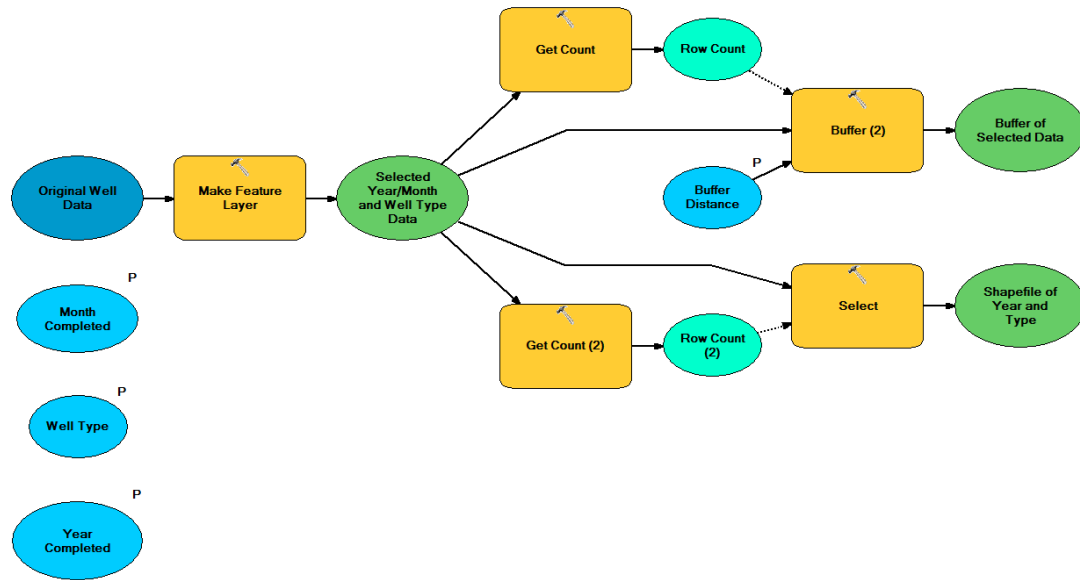 Get Count
Row Count
Buffer (2)
Buffer of
Selected Data
P
Buffer
Distance
Original Well
Data
Make Feature
Layer
Selected
Year/Month
and Well Type
Data
P
Month
Completed
Get Count (2)
Row Count
(2)
Select
Shapefile of
Year and
Type
P
Well Type
P
Year
Completed